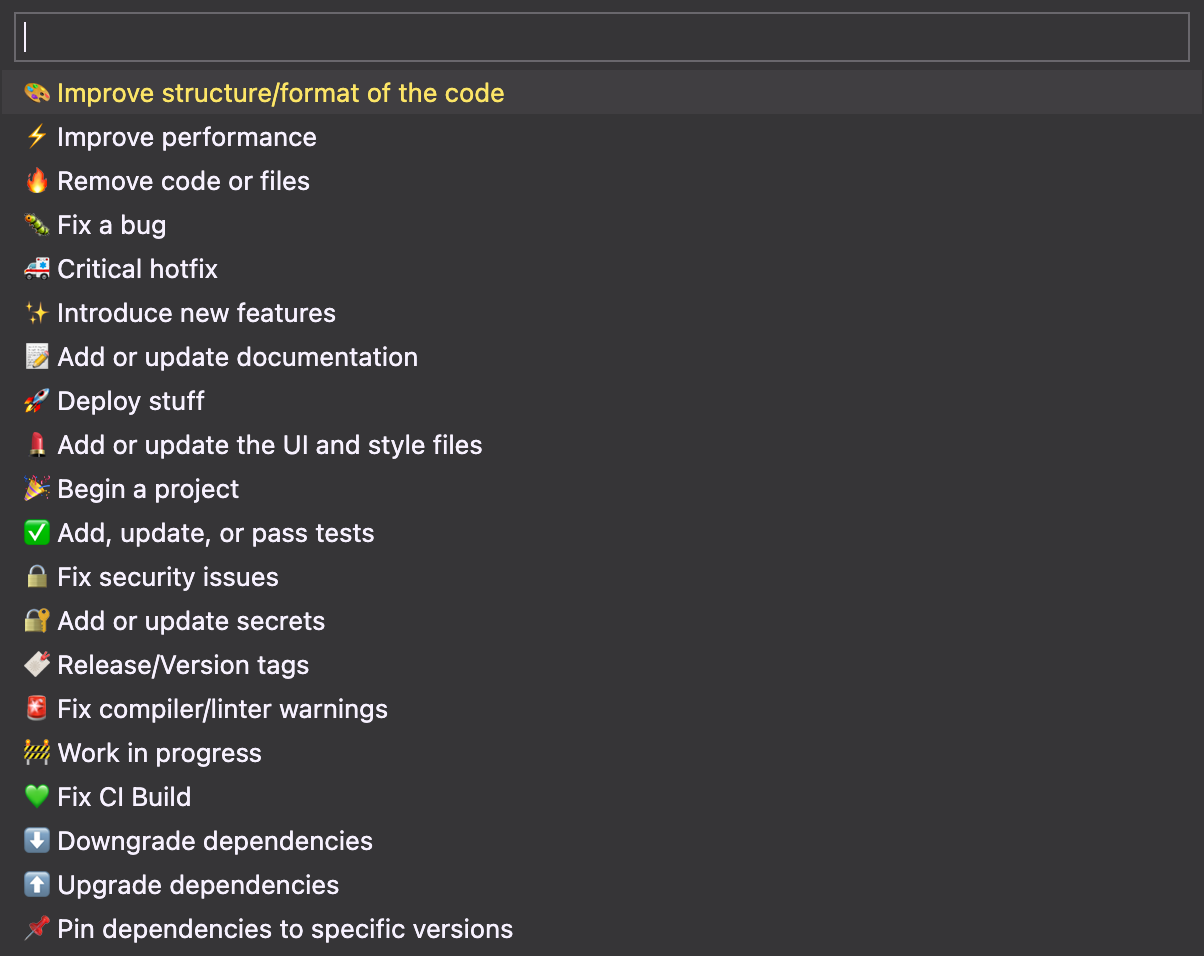 🎨 Improve structure/format of the code
⚡ Improve performance
🔥 Remove code or files
🐛 Fix a bug
🚑 Critical hotfix
✨ Introduce new features
📝 Add or update documentation
🚀 Deploy stuff
💄 Add or update the UI and style files
🎉 Begin a project
✅ Add, update, or pass tests
🔒 Fix security issues
🔐 Add or update secrets
🔖 Release/Version tags
🚨 Fix compiler/linter warnings
🚧 Work in progress
💚 Fix CI Build
⬇️ Downgrade dependencies
⬆️ Upgrade dependencies
📌 Pin dependencies to specific versions